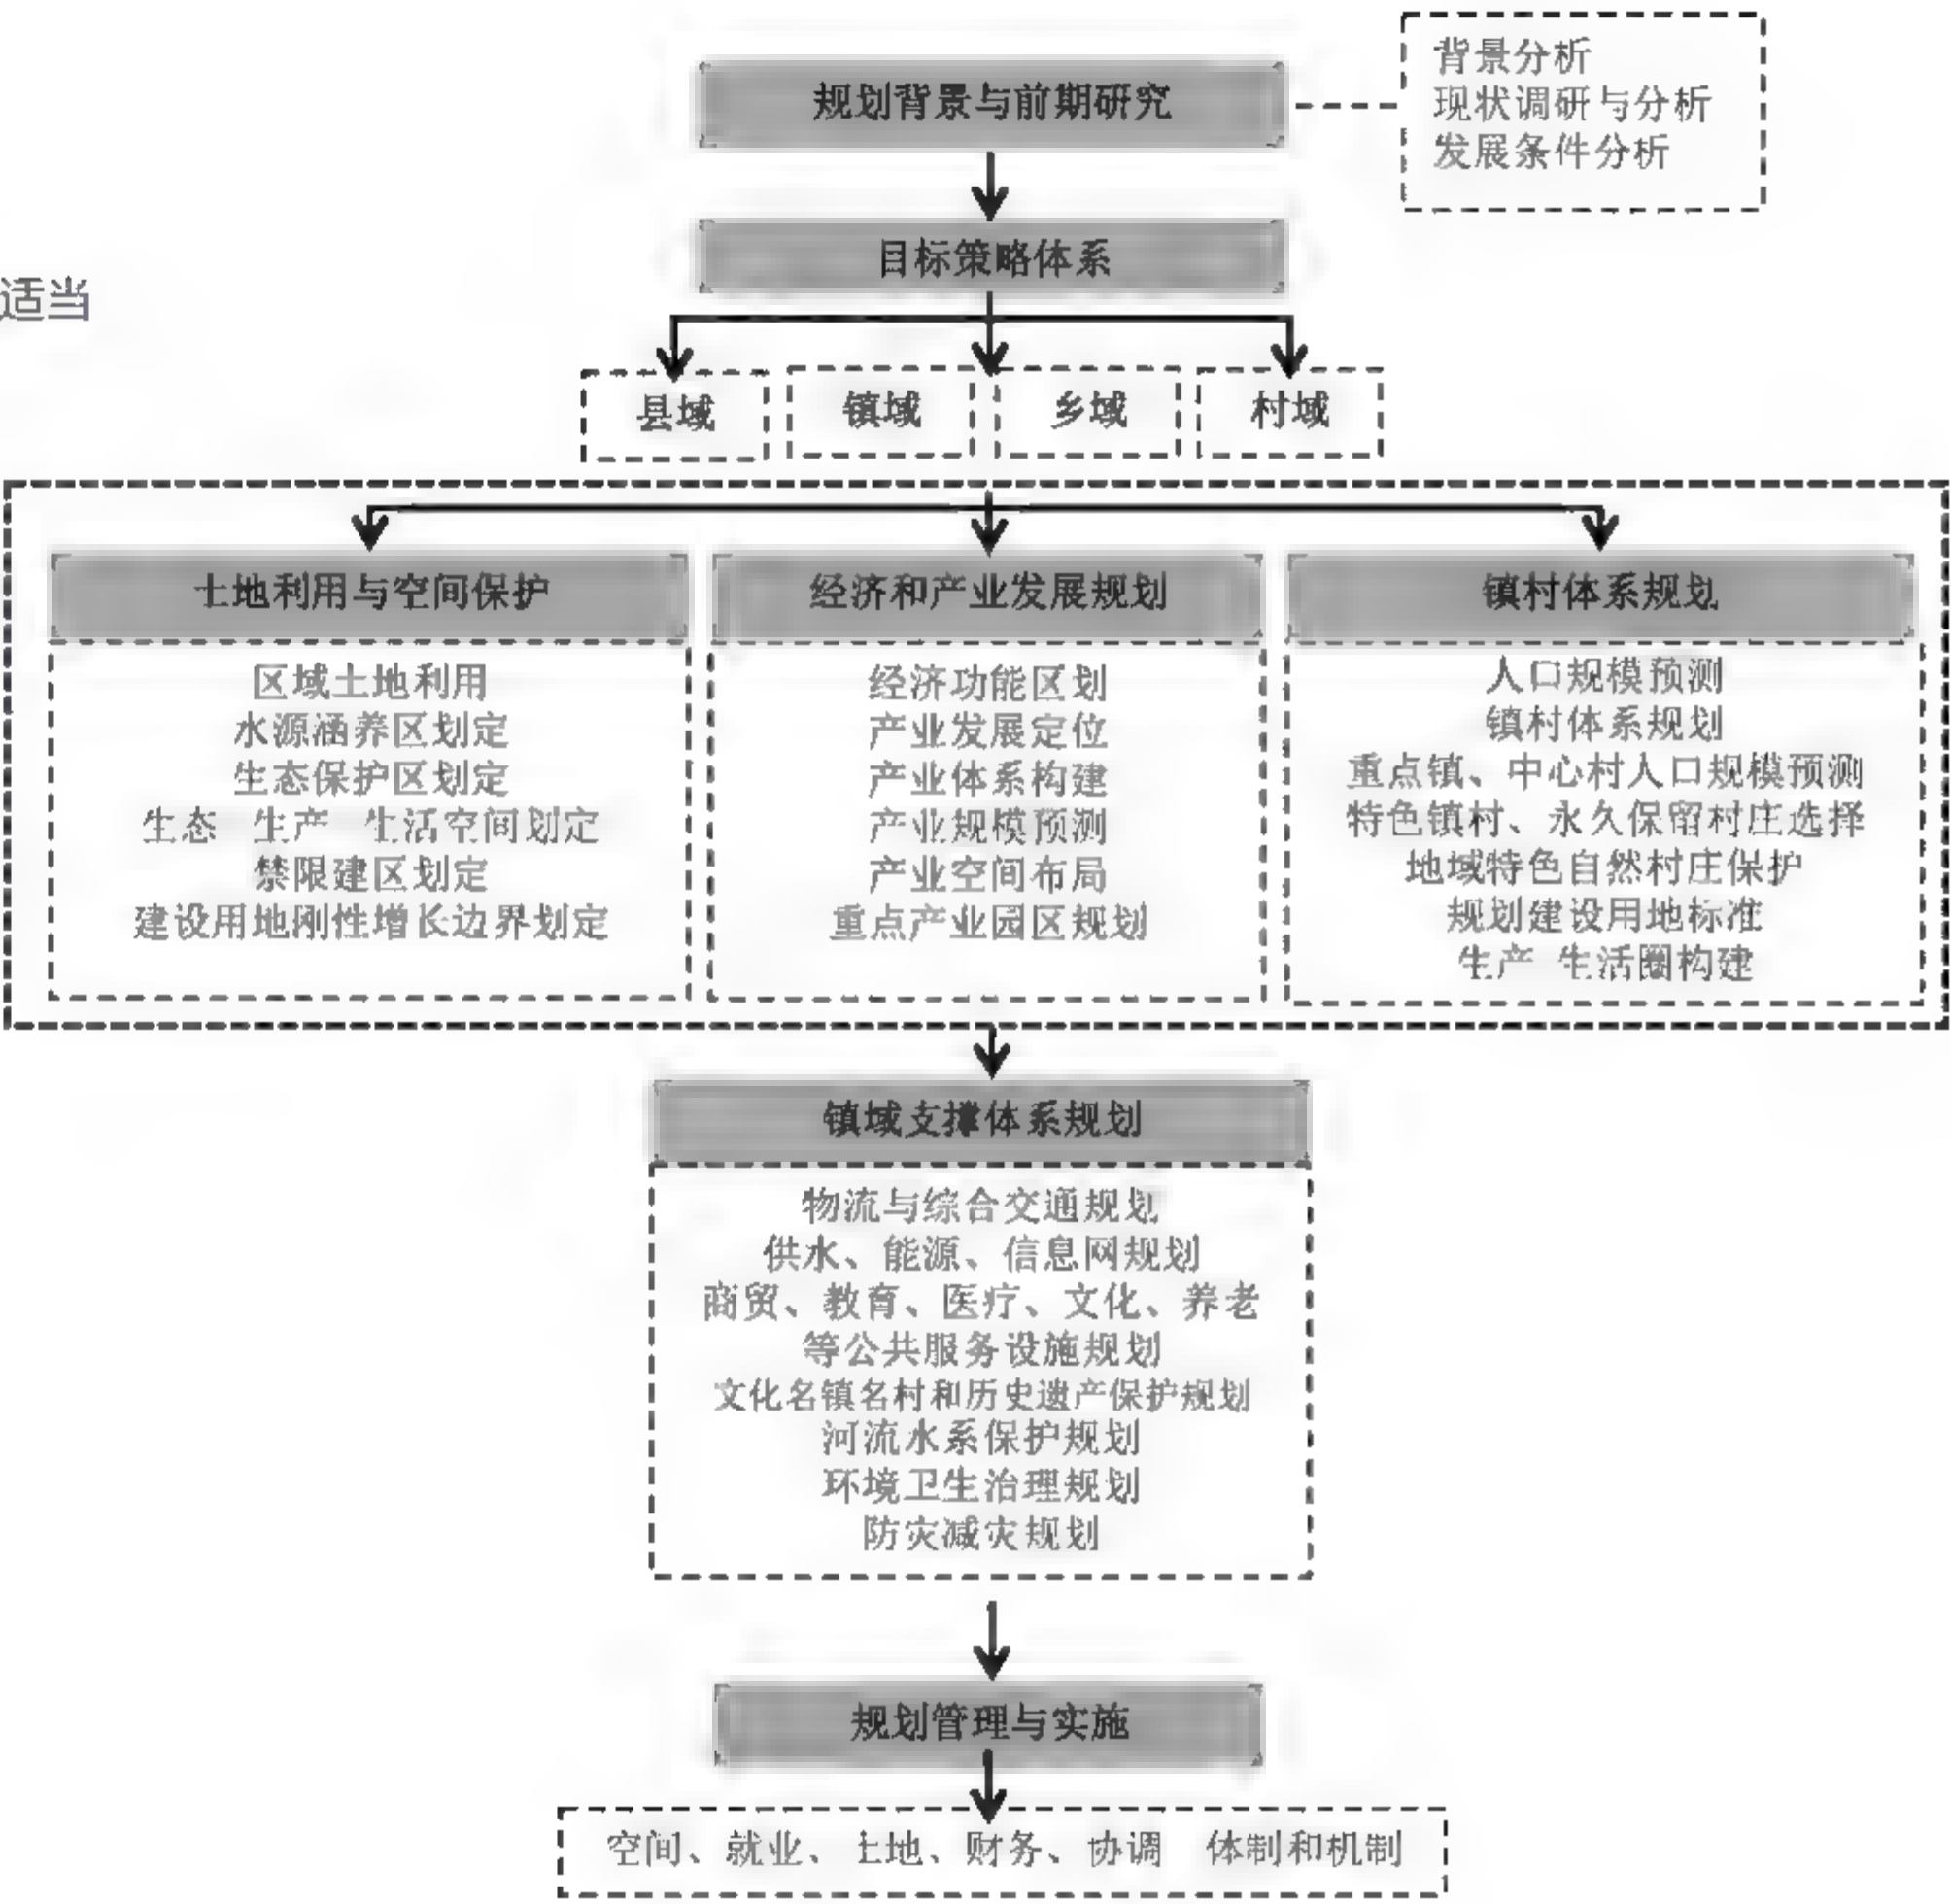 规划背景与前期研究
背景分析
现状调研与分析
发展条件分析
目标策略体系
适当
县域
镇域
乡域
村域
土地利用与空间保护
区域土地利用
水源涵养区划定
生态保护区划定
生态 生产 生活空间划定
禁限建区划定
建设用地刚性增长边界划定
经济和产业发展规划
经济功能区划
产业发展定位
产业体系构建
产业规模预测
产业空间布局
重点产业园区规划
镇村体系规划
人口规模预测
镇村体系规划
重点镇、中心村人口规模预测
特色镇村、永久保留村庄选择
地域特色自然村庄保护
规划建设用地标准
生产 生活圈构建
镇域支撑体系规划
物流与综合交通规划
供水、能源、信息网规划
商贸、教育、医疗、文化、养老
等公共服务设施规划
文化名镇名村和历史遗产保护规划
河流水系保护规划
环境卫生治理规划
防灾减灾规划
规划管理与实施
空间、就业、土地、财务、协调 体制和机制